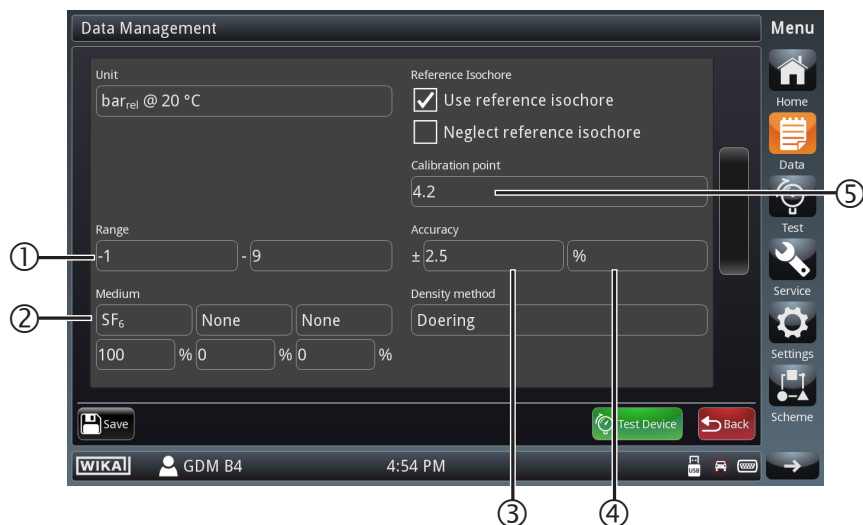 Data Management
Menu
Unit
bar_rel @ 20 °C
Reference Isochore
Use reference isochore
Neglect reference isochore
Calibration point
4.2
⑤
Range
① -1 - 9
Accuracy
± 2.5 %
Medium
② SF₆ None None
100 % 0 % 0 %
Density method
Doering
Home
Data
Test
Service
Settings
Scheme
Save
Test Device
Back
WIKA
GDM B4
4:54 PM
USB
③ ④